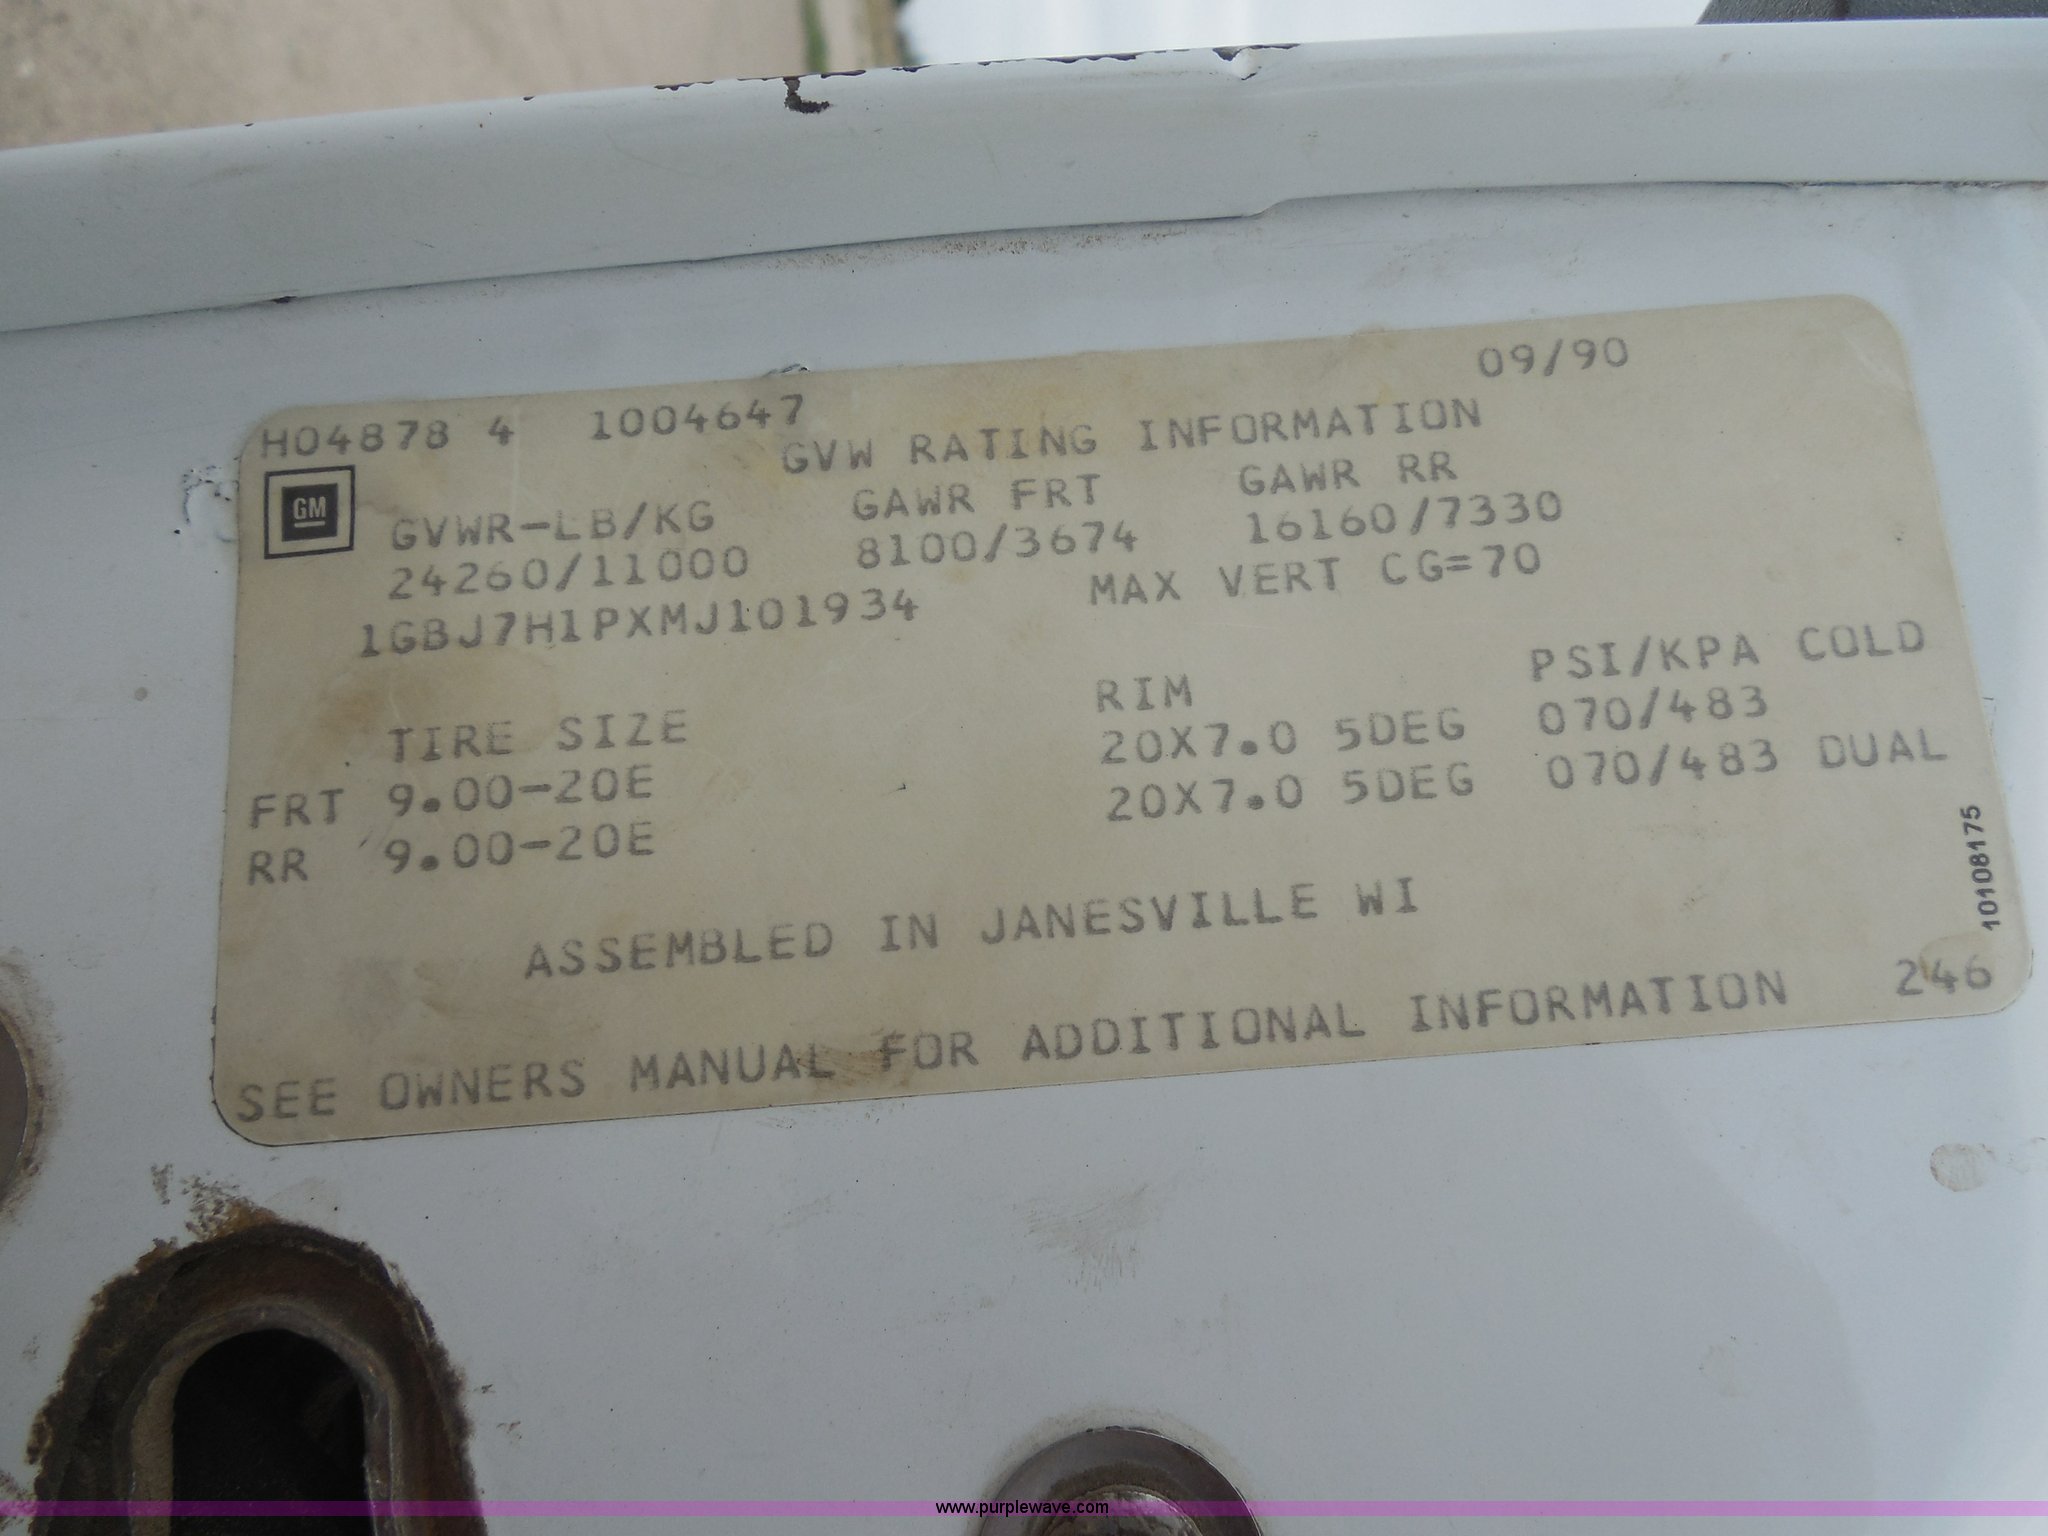 09/90
H04878 4 1004647
GVW RATING INFORMATION
GM
GVWR-LB/KG GAWR FRT GAWR RR
24260/11000 8100/3674 16160/7330
1GBJ7H1PXMJ101934 MAX VERT CG=70
TIRE SIZE RIM PSI/KPA COLD
FRT 9.00-20E 20X7.0 5DEG 070/483
RR 9.00-20E 20X7.0 5DEG 070/483 DUAL
10108175
ASSEMBLED IN JANESVILLE WI
SEE OWNERS MANUAL FOR ADDITIONAL INFORMATION 246
www.purplewave.com